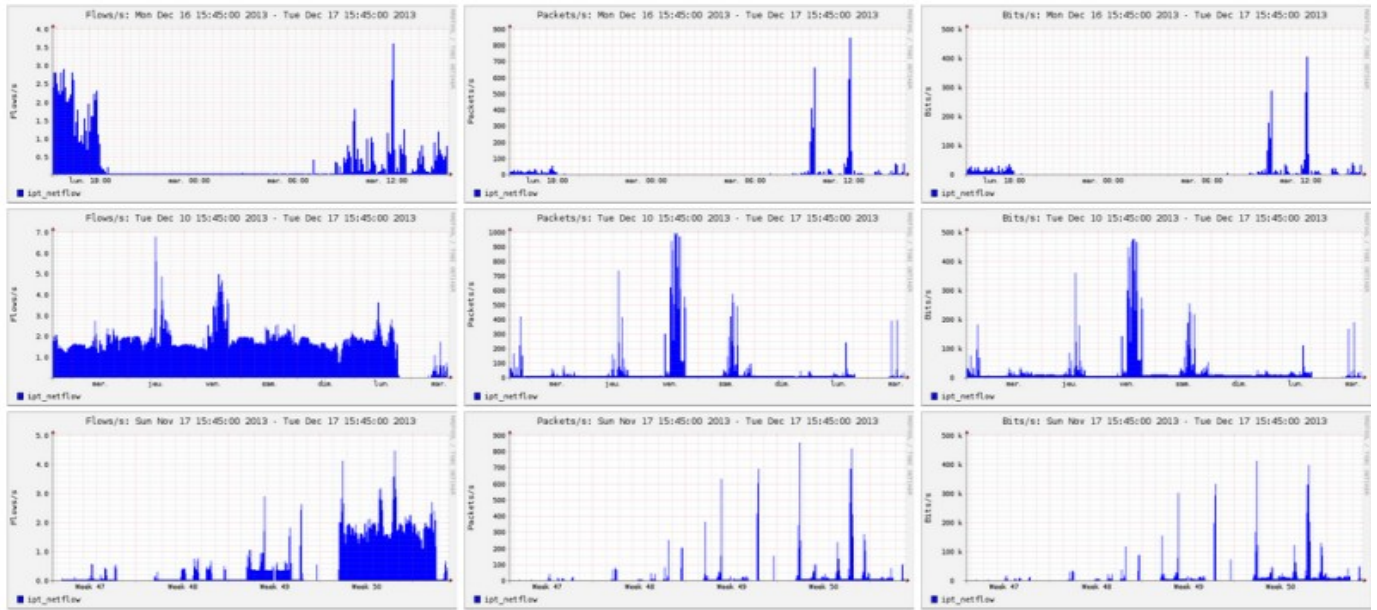 Flows/s: Mon Dec 16 15:45:00 2013 - Tue Dec 17 15:45:00 2013
4.0
3.5
3.0
2.5
2.0
1.5
1.0
0.5
Flows/s
lun. 18:00 mar. 00:00 mar. 06:00 mar. 12:00
ipt_netflow
Packets/s: Mon Dec 16 15:45:00 2013 - Tue Dec 17 15:45:00 2013
900
800
700
600
500
400
300
200
100
0
Packets/s
lun. 18:00 mar. 00:00 mar. 06:00 mar. 12:00
ipt_netflow
Bits/s: Mon Dec 16 15:45:00 2013 - Tue Dec 17 15:45:00 2013
500 k
400 k
300 k
200 k
100 k
0
Bits/s
lun. 18:00 mar. 00:00 mar. 06:00 mar. 12:00
ipt_netflow
Flows/s: Tue Dec 10 15:45:00 2013 - Tue Dec 17 15:45:00 2013
7.0
6.0
5.0
4.0
3.0
2.0
1.0
Flows/s
mer. jeu. ven. sam. dim. lun. mar.
ipt_netflow
Packets/s: Tue Dec 10 15:45:00 2013 - Tue Dec 17 15:45:00 2013
1000
900
800
700
600
500
400
300
200
100
0
Packets/s
mer. jeu. ven. sam. dim. lun. mar.
ipt_netflow
Bits/s: Tue Dec 10 15:45:00 2013 - Tue Dec 17 15:45:00 2013
500 k
400 k
300 k
200 k
100 k
0
Bits/s
mer. jeu. ven. sam. dim. lun. mar.
ipt_netflow
Flows/s: Sun Nov 17 15:45:00 2013 - Tue Dec 17 15:45:00 2013
5.0
4.0
3.0
2.0
1.0
0.0
Flows/s
Week 47 Week 48 Week 49 Week 50
ipt_netflow
Packets/s: Sun Nov 17 15:45:00 2013 - Tue Dec 17 15:45:00 2013
900
800
700
600
500
400
300
200
100
0
Packets/s
Week 47 Week 48 Week 49 Week 50
ipt_netflow
Bits/s: Sun Nov 17 15:45:00 2013 - Tue Dec 17 15:45:00 2013
500 k
400 k
300 k
200 k
100 k
0
Bits/s
Week 47 Week 48 Week 49 Week 50
ipt_netflow